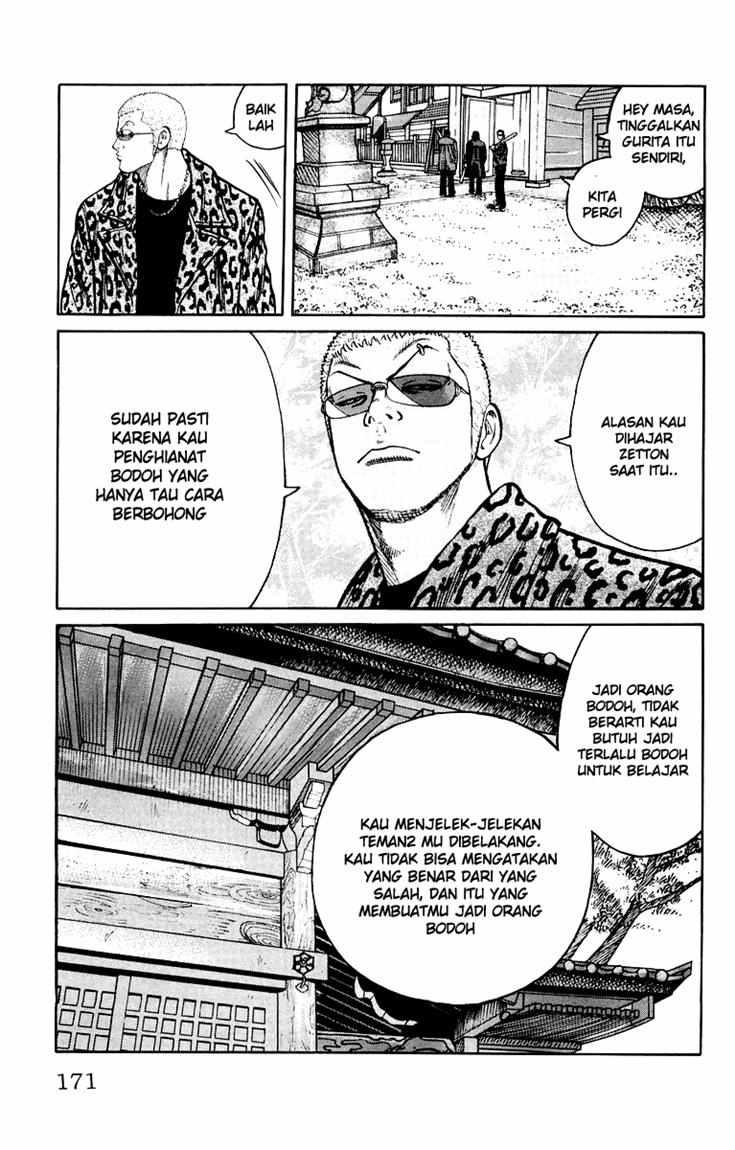 HEY MASA,
TINGGALKAN
GURITA ITU
SENDIRI,
KITA
PERGI
BAIK
LAH
ALASAN KAU
DIHAJAR
ZETTON
SAAT ITU..
SUDAH PASTI
KARENA KAU
PENGHIANAT
BODOH YANG
HANYA TAU CARA
BERBOHONG
JADI ORANG
BODOH, TIDAK
BERARTI KAU
BUTUH JADI
TERLALU BODOH
UNTUK BELAJAR
KAU MENJELEK-JELEKAN
TEMAN2 MU DIBELAKANG.
KAU TIDAK BISA MENGATAKAN
YANG BENAR DARI YANG
SALAH, DAN ITU YANG
MEMBUATMU JADI ORANG
BODOH
171